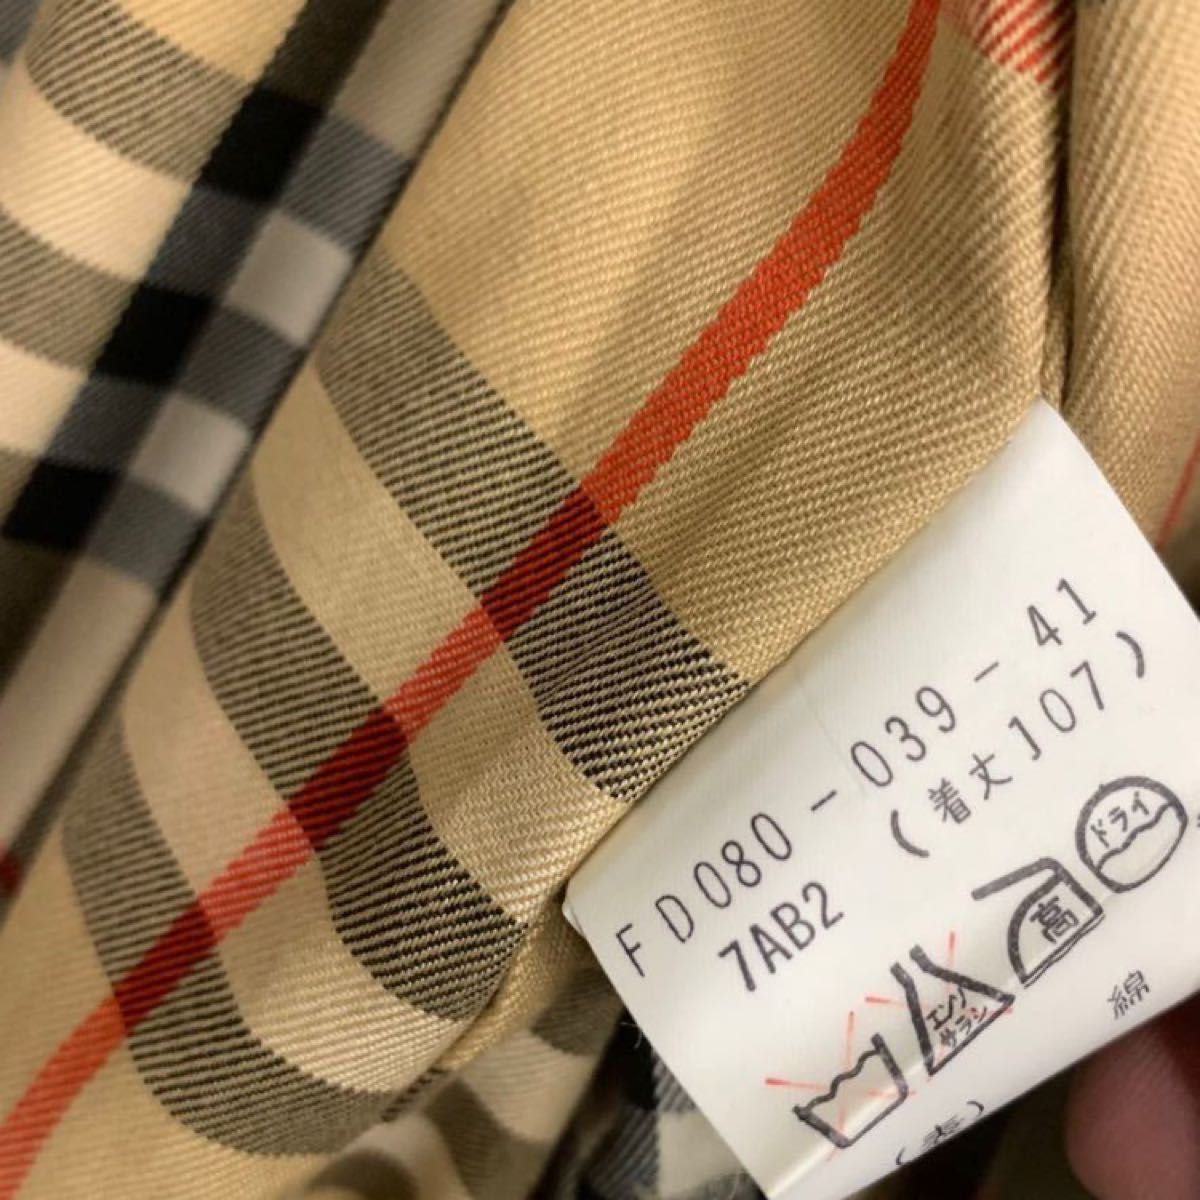 FD080-039-41
7AB2 (着丈107)
エンソ
サラシ
高
ドライ
綿
(表)